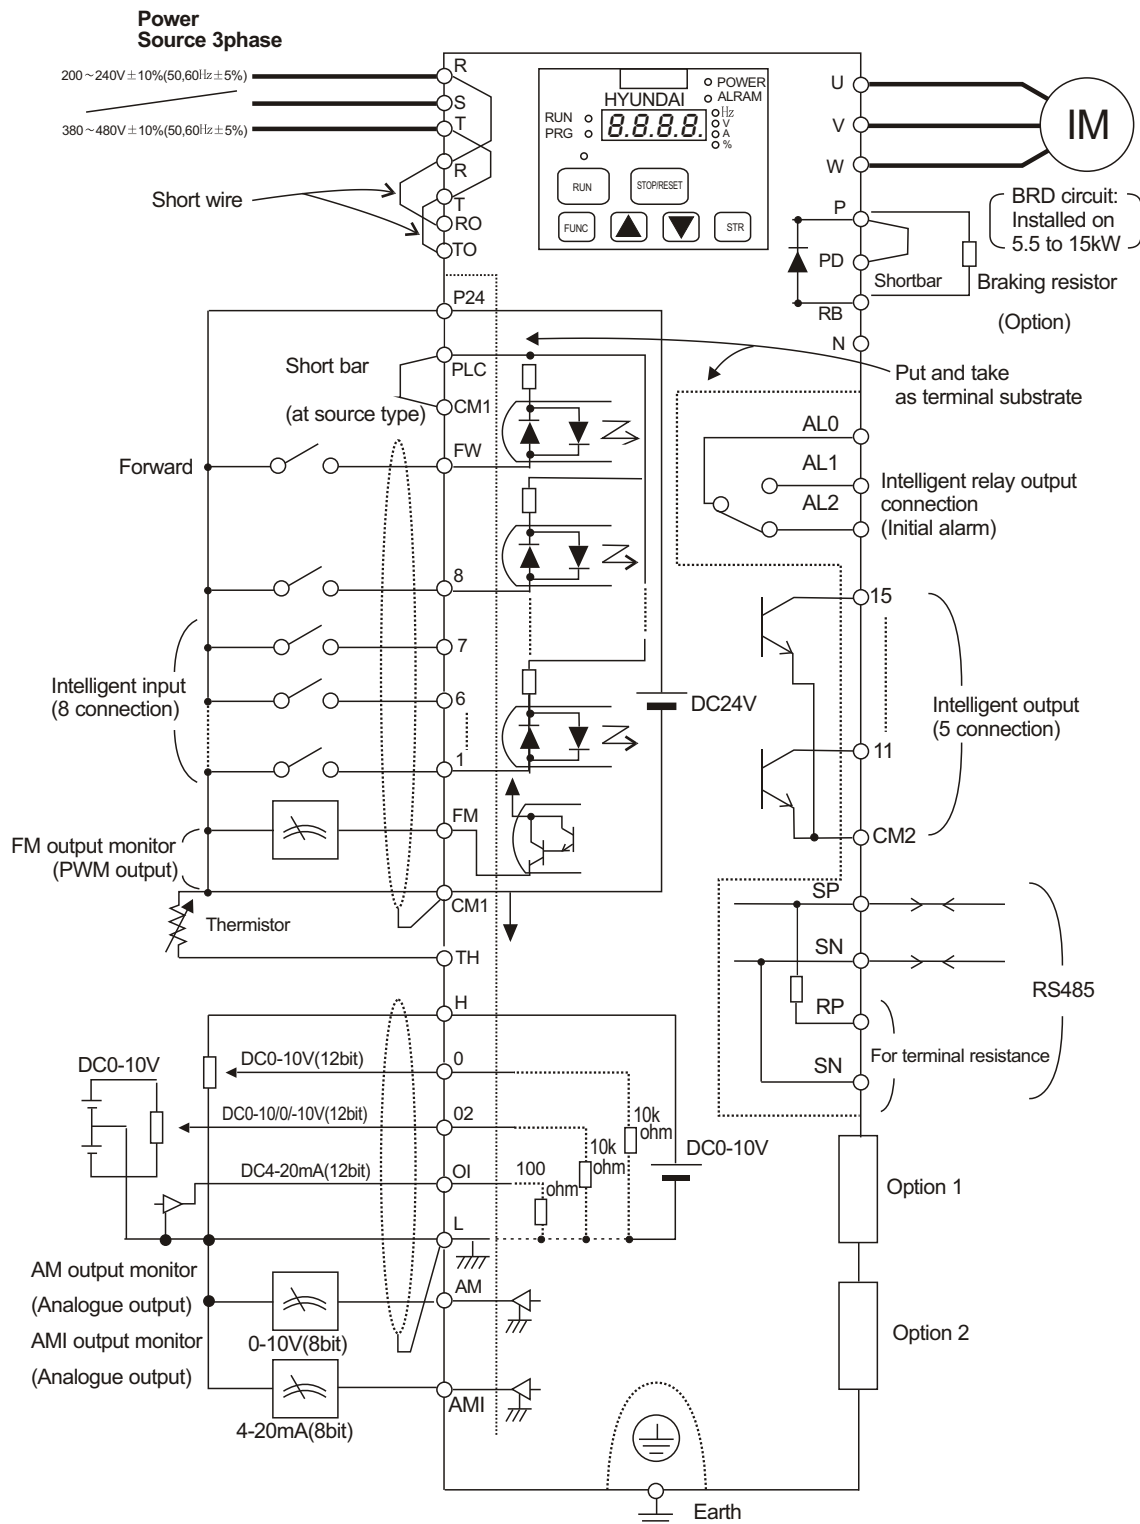 Power
Source 3phase
200~240V±10%(50,60Hz±5%)
380~480V±10%(50,60Hz±5%)
R
S
T
R
T
RO
TO
Short wire
HYUNDAI
POWER
ALRAM
RUN
PRG
8.8.8.8.
Hz
V
A
%
RUN
STOP/RESET
FUNC
STR
U
V
W
IM
P
PD
RB
N
Shortbar
BRD circuit:
Installed on
5.5 to 15kW
Braking resistor
(Option)
P24
Short bar
PLC
(at source type)
CM1
Put and take
as terminal substrate
Forward
FW
8
7
6
1
Intelligent input
(8 connection)
DC24V
AL0
AL1
AL2
Intelligent relay output
connection
(Initial alarm)
15
11
CM2
Intelligent output
(5 connection)
FM output monitor
(PWM output)
FM
CM1
Thermistor
TH
SP
SN
RP
SN
RS485
For terminal resistance
H
DC0-10V
DC0-10V(12bit)
0
DC0-10/0/-10V(12bit)
02
DC4-20mA(12bit)
OI
100
ohm
10k
ohm
10k
ohm
DC0-10V
L
AM output monitor
(Analogue output)
AM
0-10V(8bit)
AMI output monitor
(Analogue output)
AMI
4-20mA(8bit)
Option 1
Option 2
Earth